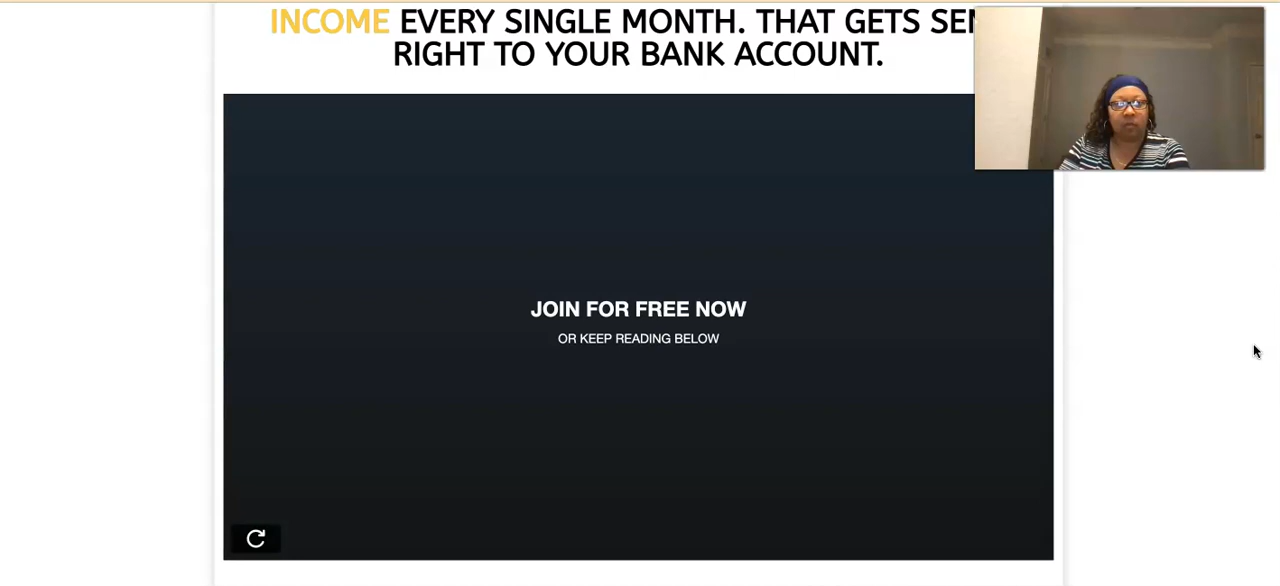 INCOME EVERY SINGLE MONTH. THAT GETS
RIGHT TO YOUR BANK ACCOUNT.
JOIN FOR FREE NOW
OR KEEP READING BELOW